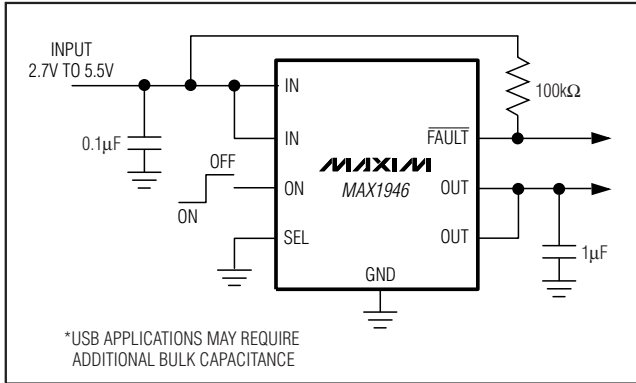 INPUT
2.7V TO 5.5V
0.1μF
OFF
ON
IN
IN
ON
SEL
MAXIM
MAX1946
GND
FAULT
OUT
OUT
100kΩ
1μF
*USB APPLICATIONS MAY REQUIRE
ADDITIONAL BULK CAPACITANCE